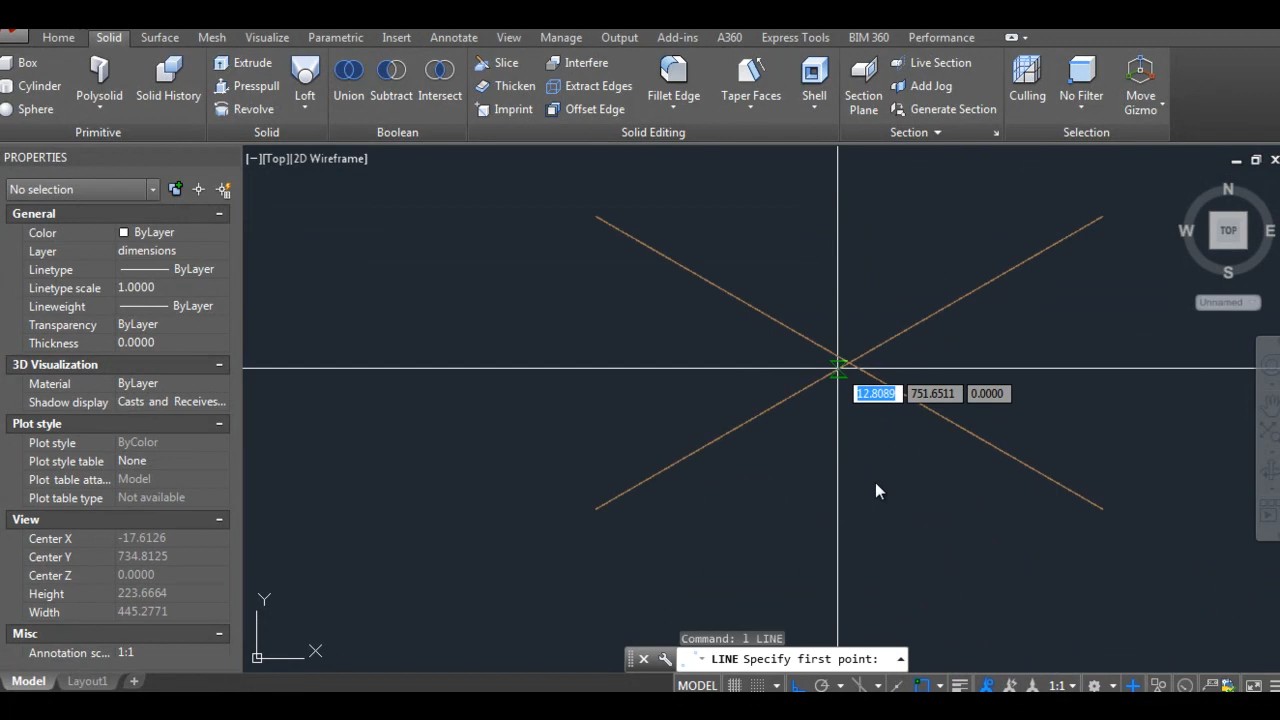 Home Solid Surface Mesh Visualize Parametric Insert Annotate View Manage Output Add-ins A360 Express Tools BIM 360 Performance
Box Extrude Slice Interfere Live Section
Cylinder Presspull Thicken Extract Edges Add Jog
Sphere Revolve Imprint Offset Edge Generate Section
Polysolid Solid History Loft Union Subtract Intersect Fillet Edge Taper Faces Shell Section Plane Culling No Filter Move Gizmo
Primitive Solid Boolean Solid Editing Section Selection
PROPERTIES
[−][Top][2D Wireframe]
No selection
General
Color ByLayer
Layer dimensions
Linetype ByLayer
Linetype scale 1.0000
Lineweight ByLayer
Transparency ByLayer
Thickness 0.0000
3D Visualization
Material ByLayer
Shadow display Casts and Receives...
Plot style
Plot style ByColor
Plot style table None
Plot table atta... Model
Plot table type Not available
View
Center X -17.6126
Center Y 734.8125
Center Z 0.0000
Height 223.6664
Width 445.2771
Misc
Annotation sc... 1:1
N
W TOP E
S
Unnamed
12.8089 751.6511 0.0000
Y
X
Command: l LINE
LINE Specify first point:
Model Layout1 +
MODEL 1:1